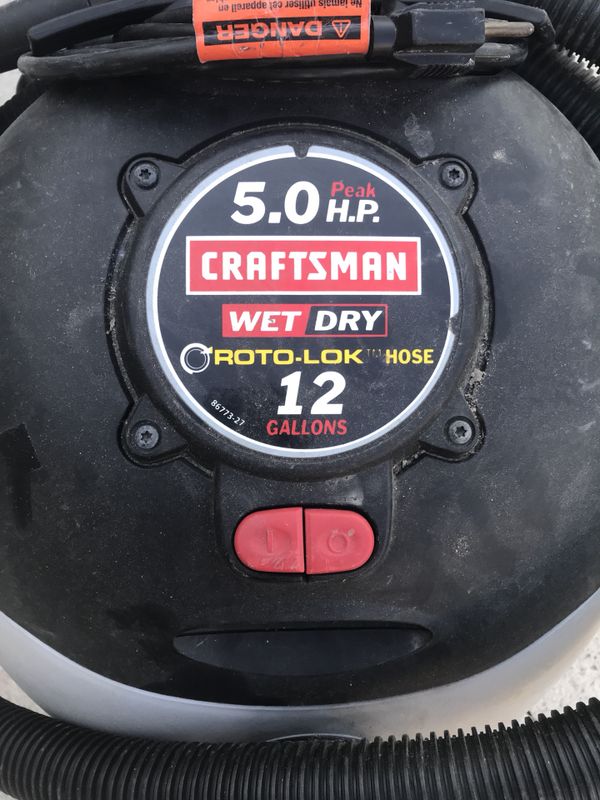 Ne jamais utiliser
cet appareil en
DANGER
5.0 Peak
H.P.
CRAFTSMAN
WET DRY
ROTO-LOK™ HOSE
12
GALLONS
86773-27